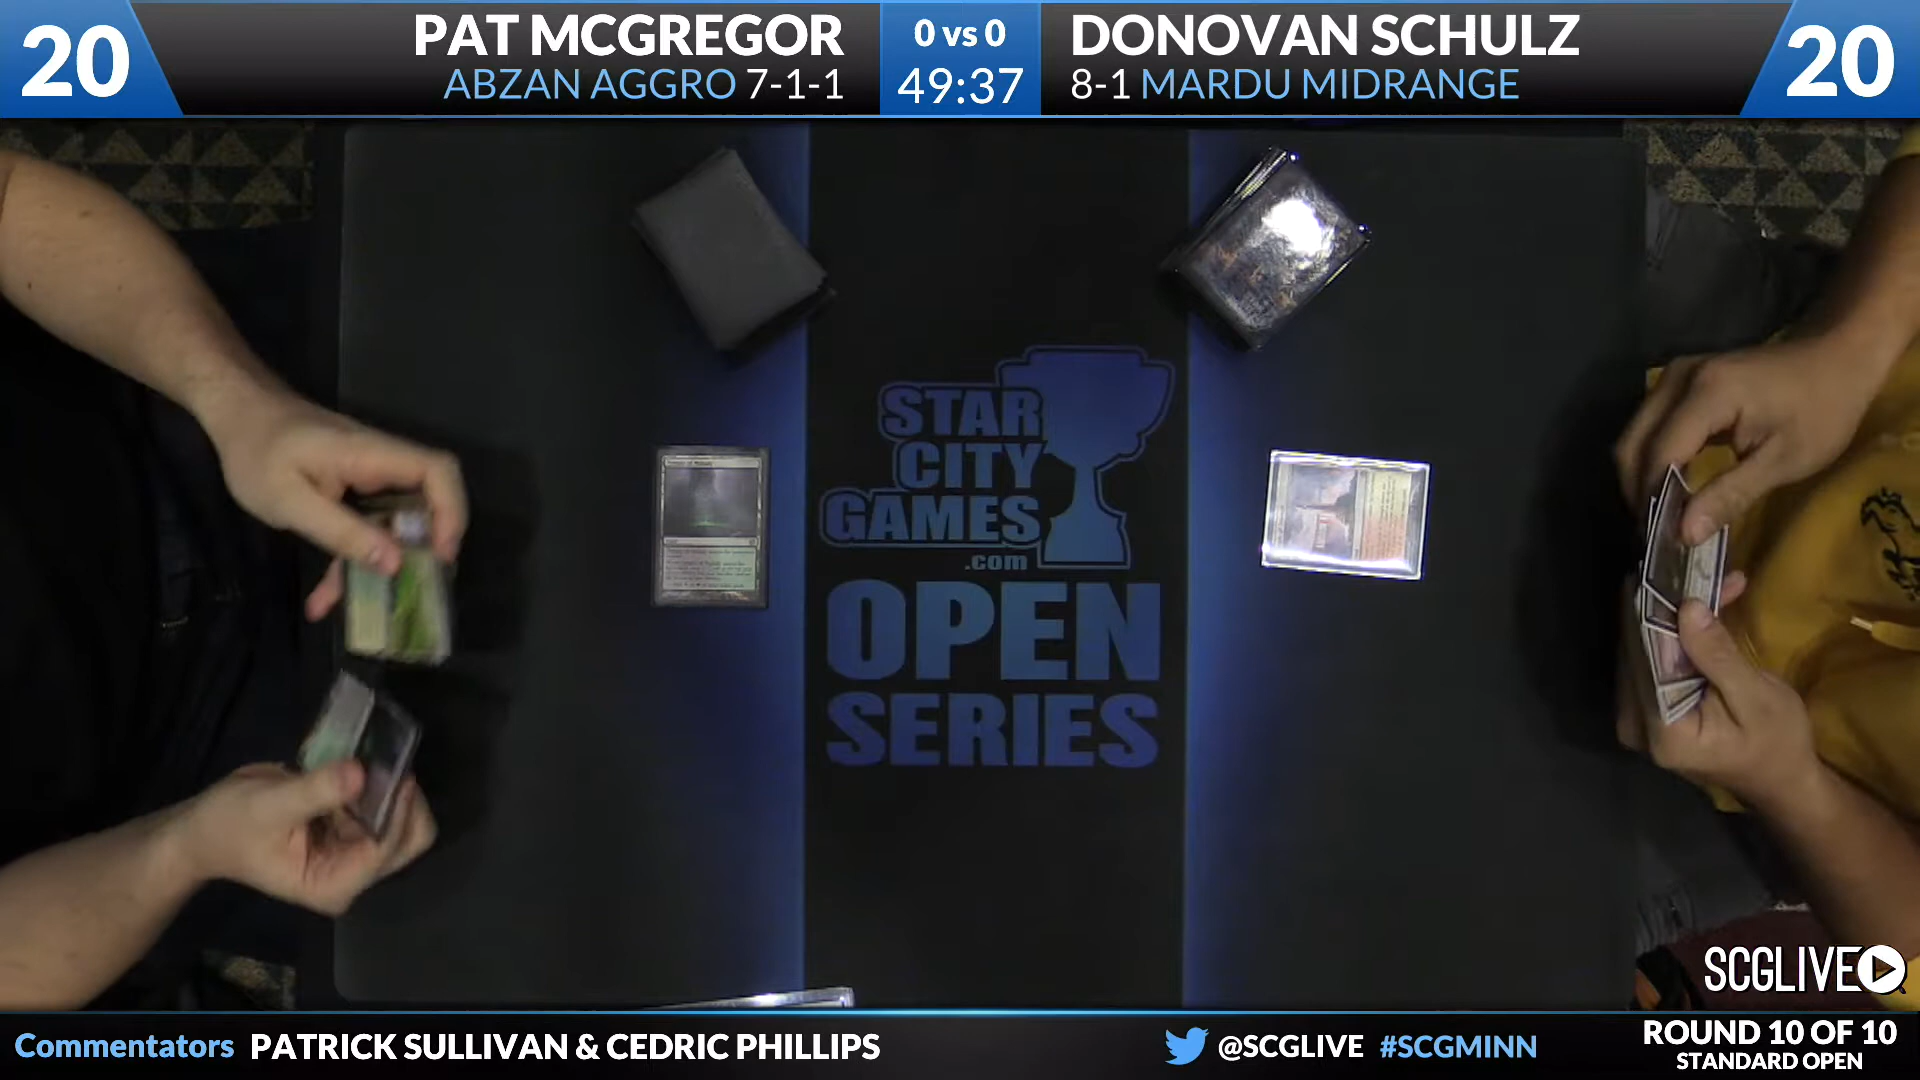 20
PAT MCGREGOR
ABZAN AGGRO 7-1-1
0 vs 0
49:37
DONOVAN SCHULZ
8-1 MARDU MIDRANGE
20
STAR
CITY
GAMES
.com
OPEN
SERIES
SCGLIVE
Commentators PATRICK SULLIVAN & CEDRIC PHILLIPS
@SCGLIVE #SCGMINN
ROUND 10 OF 10
STANDARD OPEN